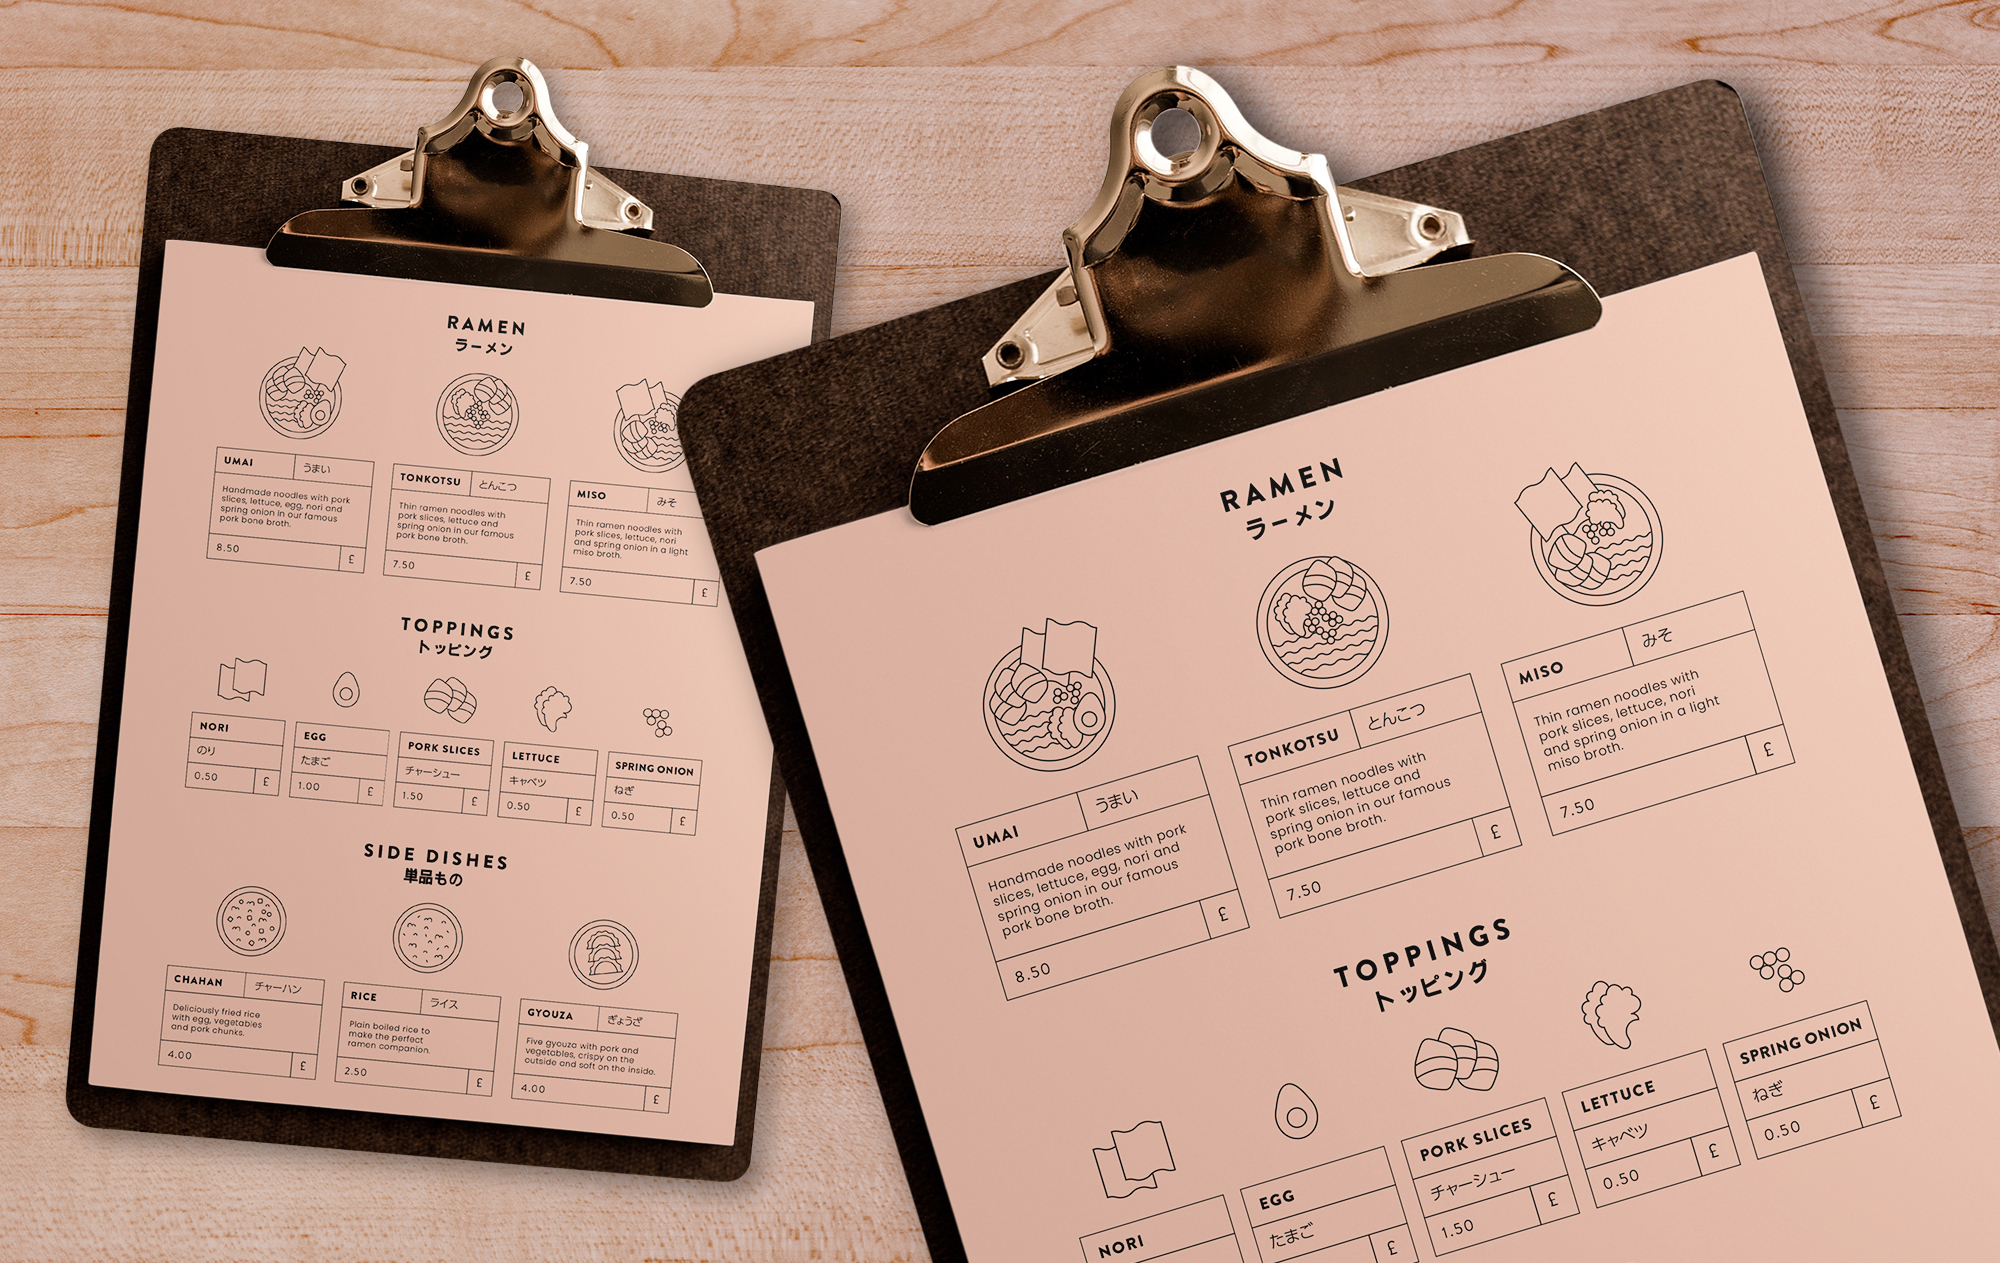 RAMEN
ラーメン
UMAI うまい
Handmade noodles with pork
slices, lettuce, egg, nori and
spring onion in our famous
pork bone broth.
8.50 £
TONKOTSU とんこつ
Thin ramen noodles with
pork slices, lettuce and
spring onion in our famous
pork bone broth.
7.50 £
MISO みそ
Thin ramen noodles with
pork slices, lettuce, nori
and spring onion in a light
miso broth.
7.50 £
TOPPINGS
トッピング
NORI
のり
0.50 £
EGG
たまご
1.00 £
PORK SLICES
チャーシュー
1.50 £
LETTUCE
キャベツ
0.50 £
SPRING ONION
ねぎ
0.50 £
SIDE DISHES
単品もの
CHAHAN チャーハン
Deliciously fried rice
with egg, vegetables
and pork chunks.
4.00 £
RICE ライス
Plain boiled rice to
make the perfect
ramen companion.
2.50 £
GYOUZA ぎょうざ
Five gyouza with pork and
vegetables, crispy on the
outside and soft on the inside.
4.00 £
RAMEN
ラーメン
UMAI うまい
Handmade noodles with pork
slices, lettuce, egg, nori and
spring onion in our famous
pork bone broth.
8.50 £
TONKOTSU とんこつ
Thin ramen noodles with
pork slices, lettuce and
spring onion in our famous
pork bone broth.
7.50 £
MISO みそ
Thin ramen noodles with
pork slices, lettuce, nori
and spring onion in a light
miso broth.
7.50 £
TOPPINGS
トッピング
NORI
EGG
たまご
£
PORK SLICES
チャーシュー
1.50 £
LETTUCE
キャベツ
0.50 £
SPRING ONION
ねぎ
0.50 £